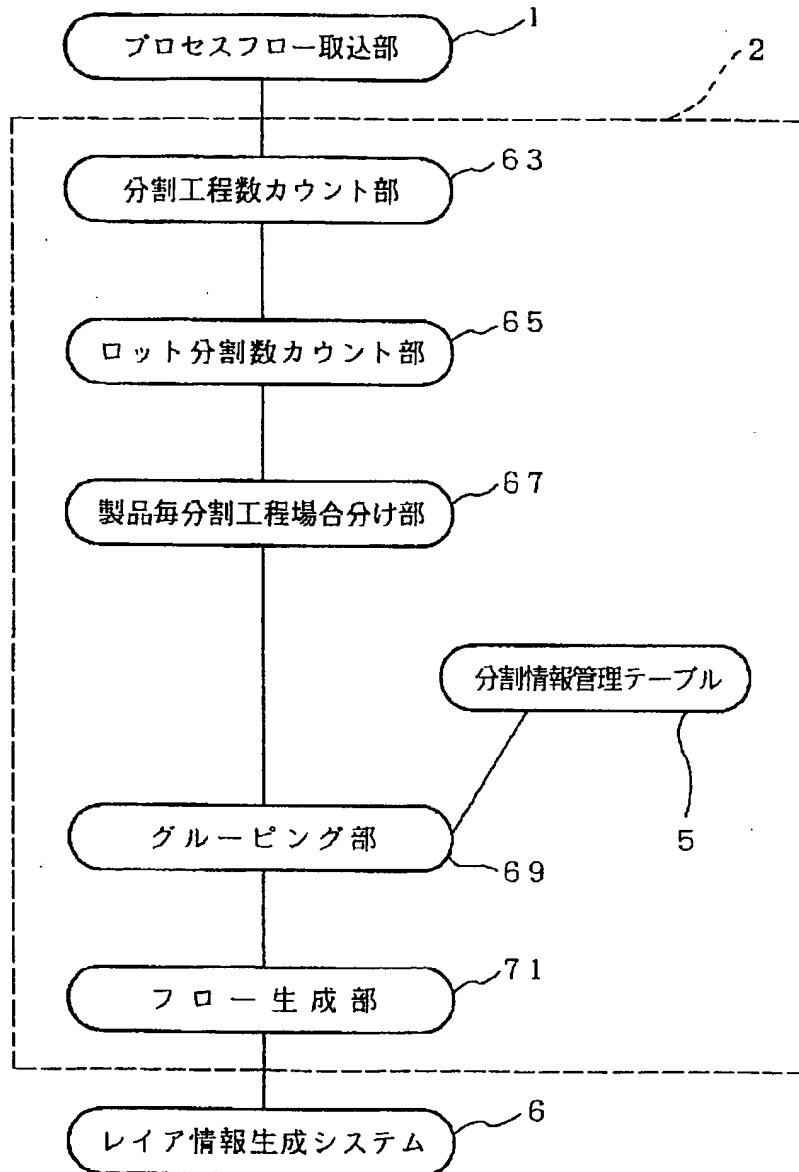 プロセスフロー取込部
1
2
分割工程数カウント部
63
ロット分割数カウント部
65
製品毎分割工程場合分け部
67
分割情報管理テーブル
5
グルーピング部
69
フロー生成部
71
レイア情報生成システム
6